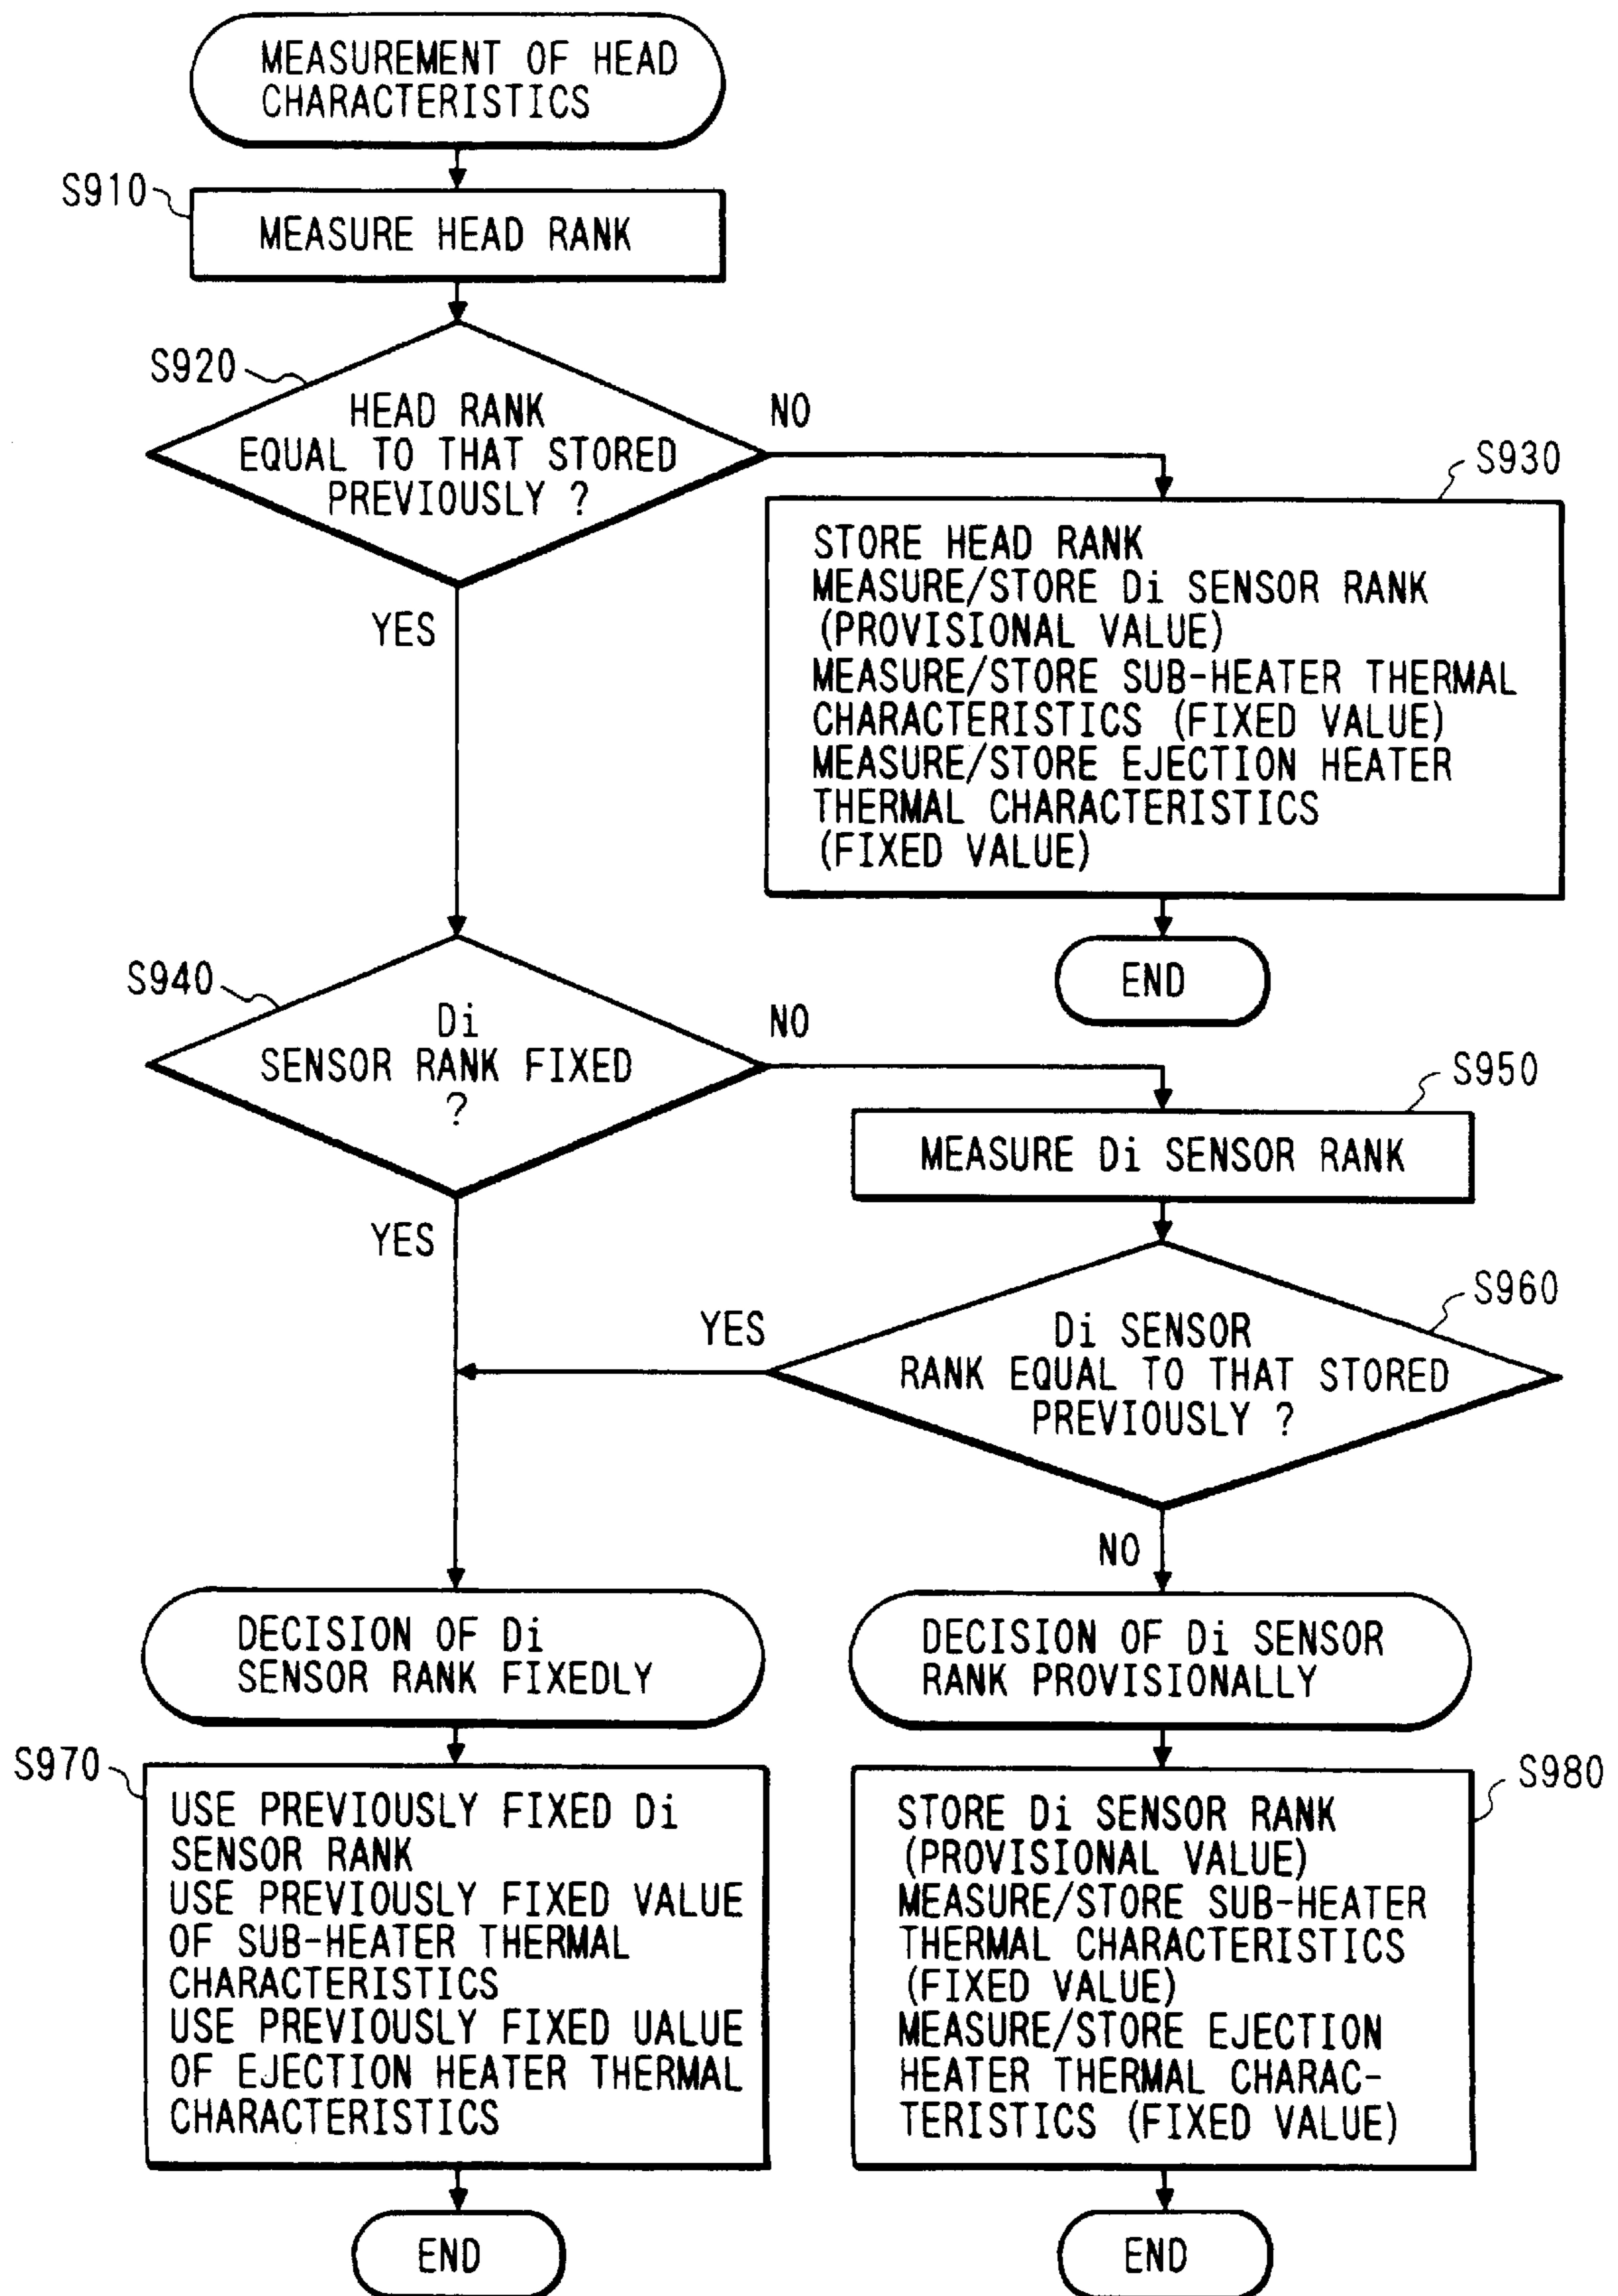 MEASUREMENT OF HEAD
CHARACTERISTICS
S910
MEASURE HEAD RANK
S920
HEAD RANK
EQUAL TO THAT STORED
PREVIOUSLY ?
NO
YES
S930
STORE HEAD RANK
MEASURE/STORE Di SENSOR RANK
(PROVISIONAL VALUE)
MEASURE/STORE SUB-HEATER THERMAL
CHARACTERISTICS (FIXED VALUE)
MEASURE/STORE EJECTION HEATER
THERMAL CHARACTERISTICS
(FIXED VALUE)
END
S940
Di
SENSOR RANK FIXED
?
NO
YES
S950
MEASURE Di SENSOR RANK
S960
Di SENSOR
RANK EQUAL TO THAT STORED
PREVIOUSLY ?
YES
NO
DECISION OF Di
SENSOR RANK FIXEDLY
DECISION OF Di SENSOR
RANK PROVISIONALLY
S970
USE PREVIOUSLY FIXED Di
SENSOR RANK
USE PREVIOUSLY FIXED VALUE
OF SUB-HEATER THERMAL
CHARACTERISTICS
USE PREVIOUSLY FIXED UALUE
OF EJECTION HEATER THERMAL
CHARACTERISTICS
END
S980
STORE Di SENSOR RANK
(PROVISIONAL VALUE)
MEASURE/STORE SUB-HEATER
THERMAL CHARACTERISTICS
(FIXED VALUE)
MEASURE/STORE EJECTION
HEATER THERMAL CHARAC-
TERISTICS (FIXED VALUE)
END